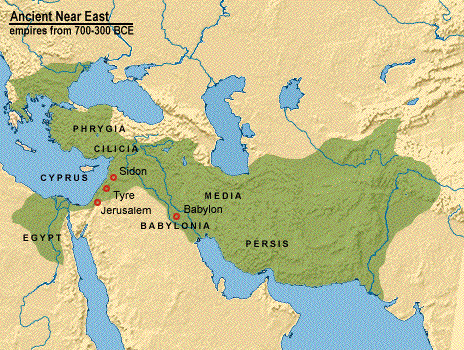 Ancient Near East
empires from 700-300 BCE
PHRYGIA
CILICIA
CYPRUS
Sidon
Tyre
Jerusalem
MEDIA
Babylon
BABYLONIA
EGYPT
PERSIS